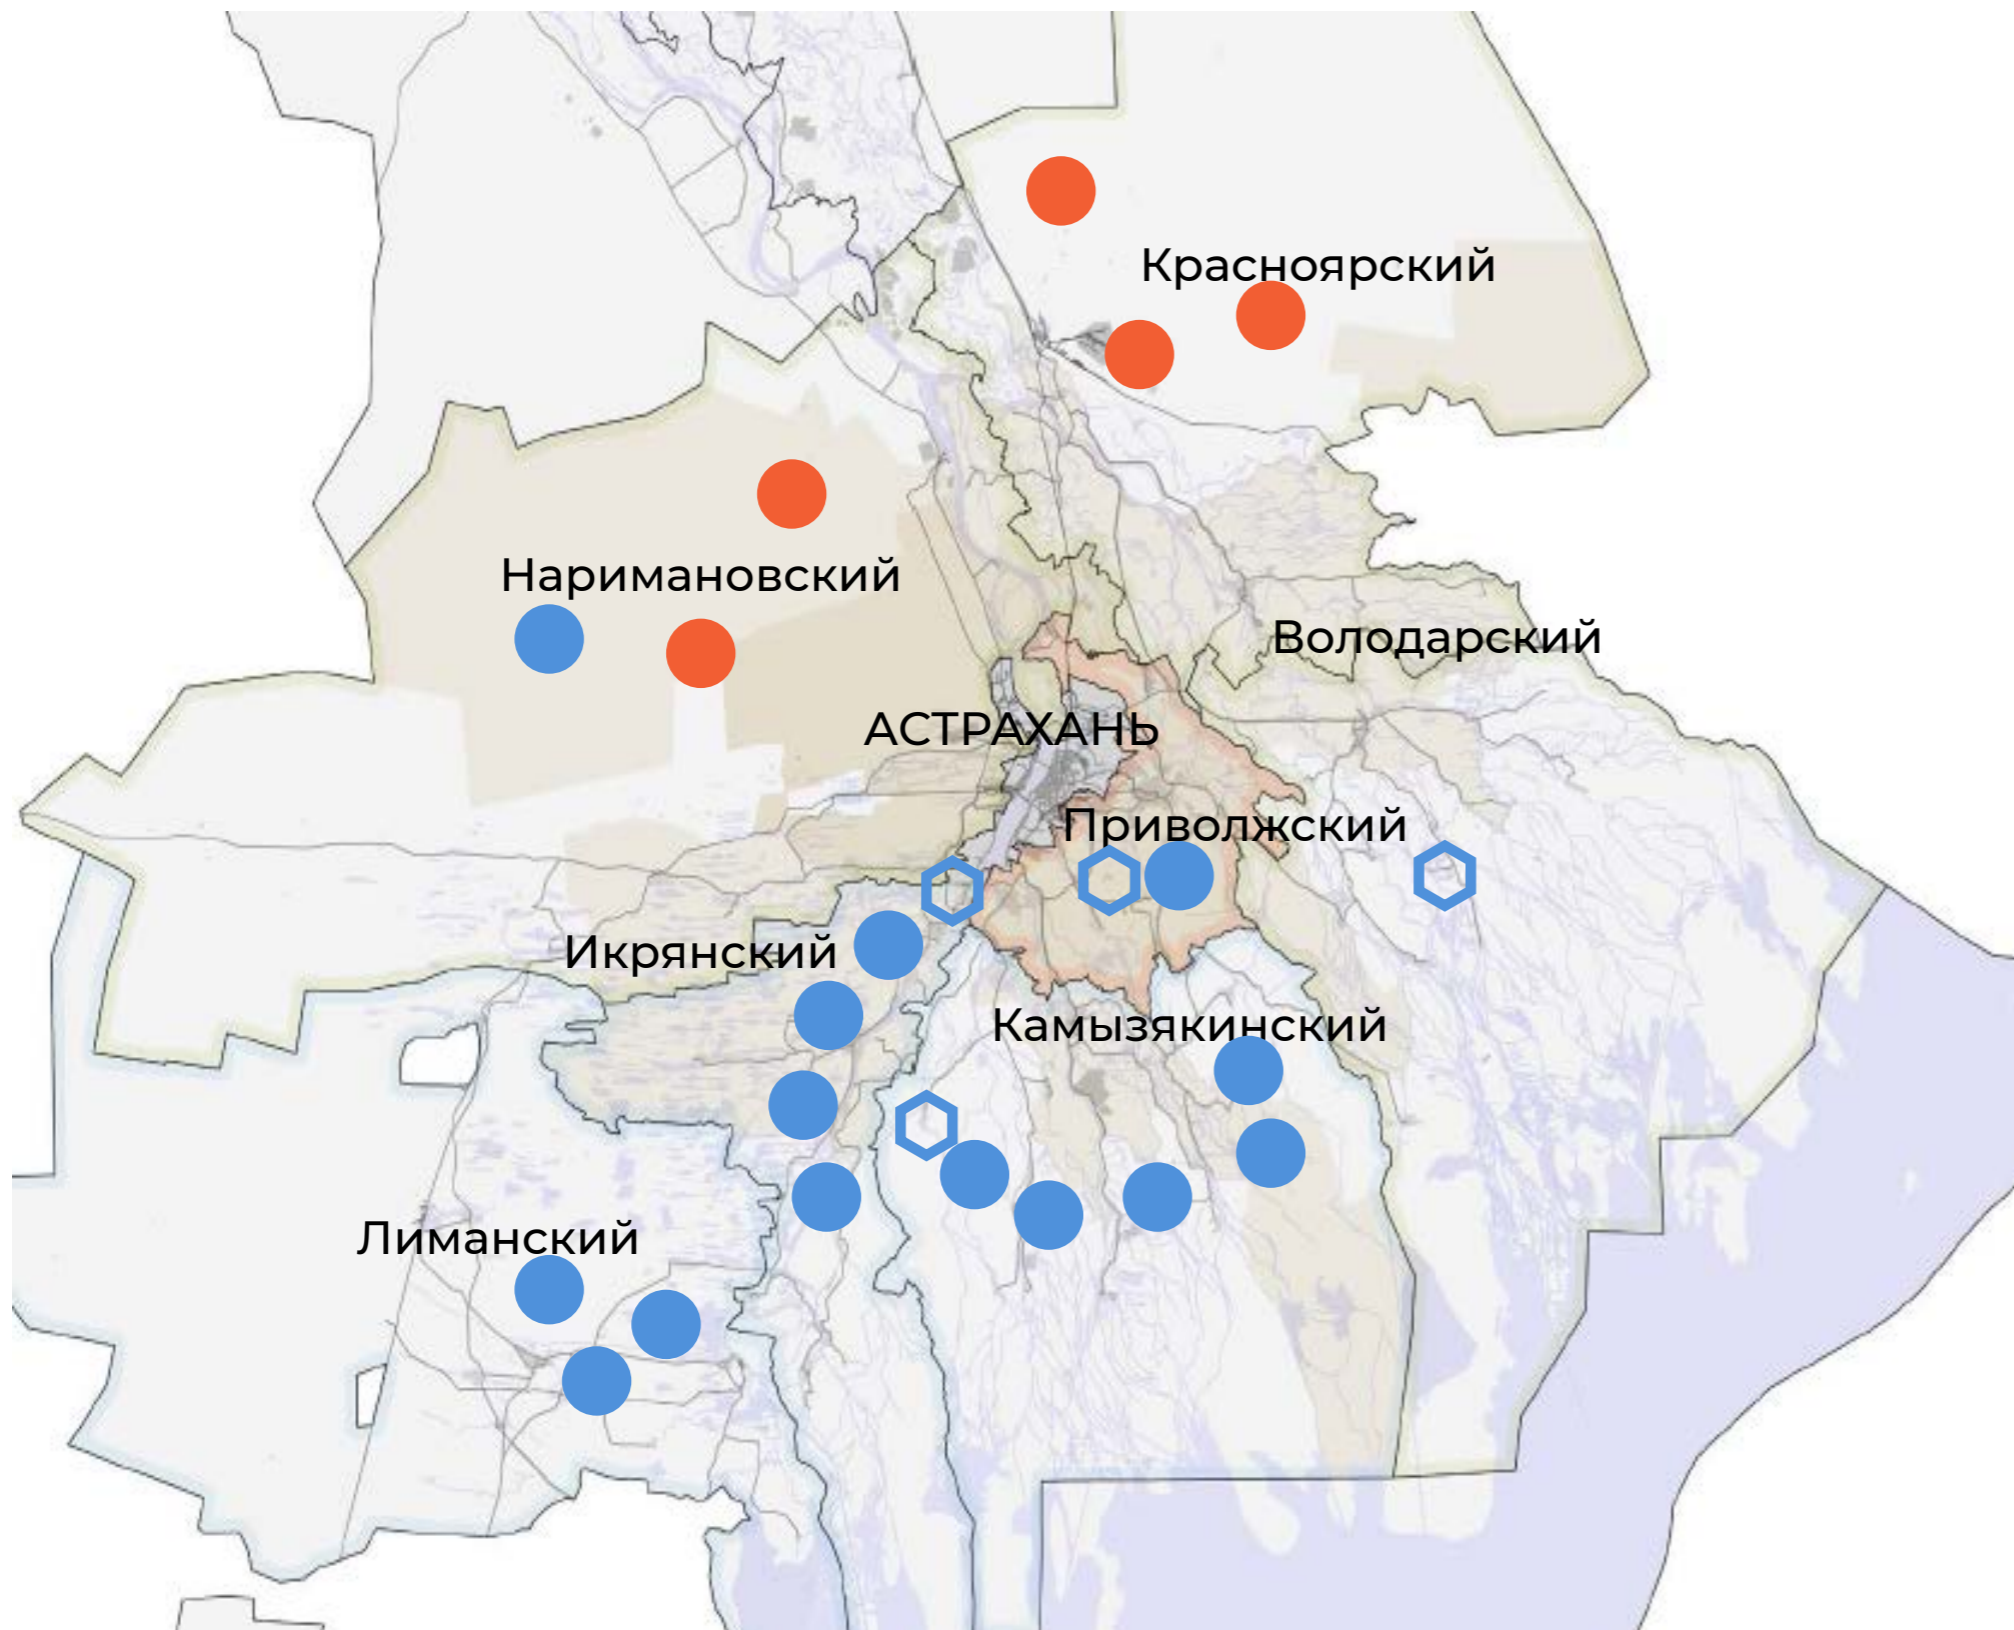 Красноярский
Наримановский
Володарский
АСТРАХАНЬ
Приволжский
Икрянский
Камызякинский
Лиманский